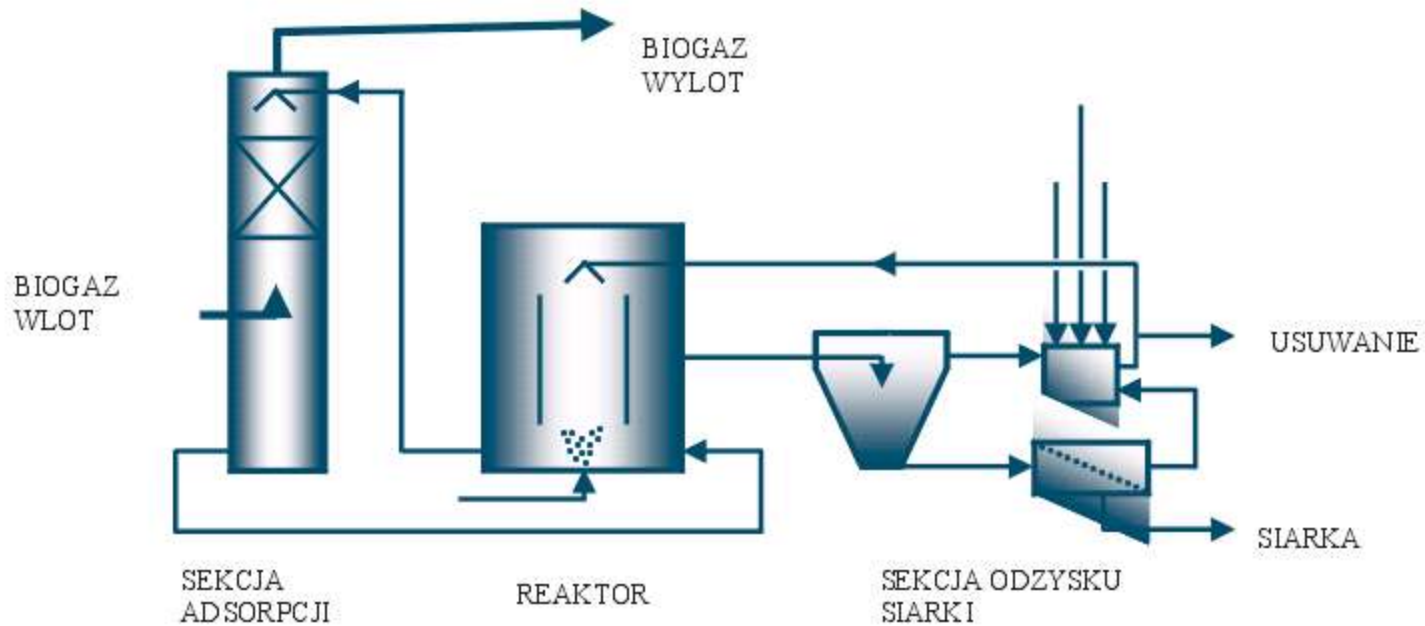 BIOGAZ
WYLOT
BIOGAZ
WLOT
USUWANIE
SIARKA
SEKCJA
ADSORPCJI
REAKTOR
SEKCJA ODZYSKU
SIARKI